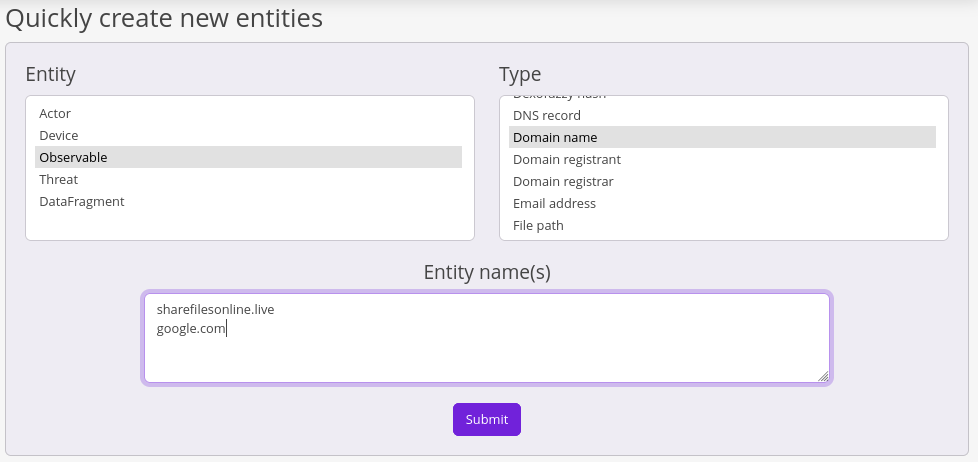 Quickly create new entities
Entity
Actor
Device
Observable
Threat
DataFragment
Type
DNS record
Domain name
Domain registrant
Domain registrar
Email address
File path
Entity name(s)
sharefilesonline.live
google.com
Submit